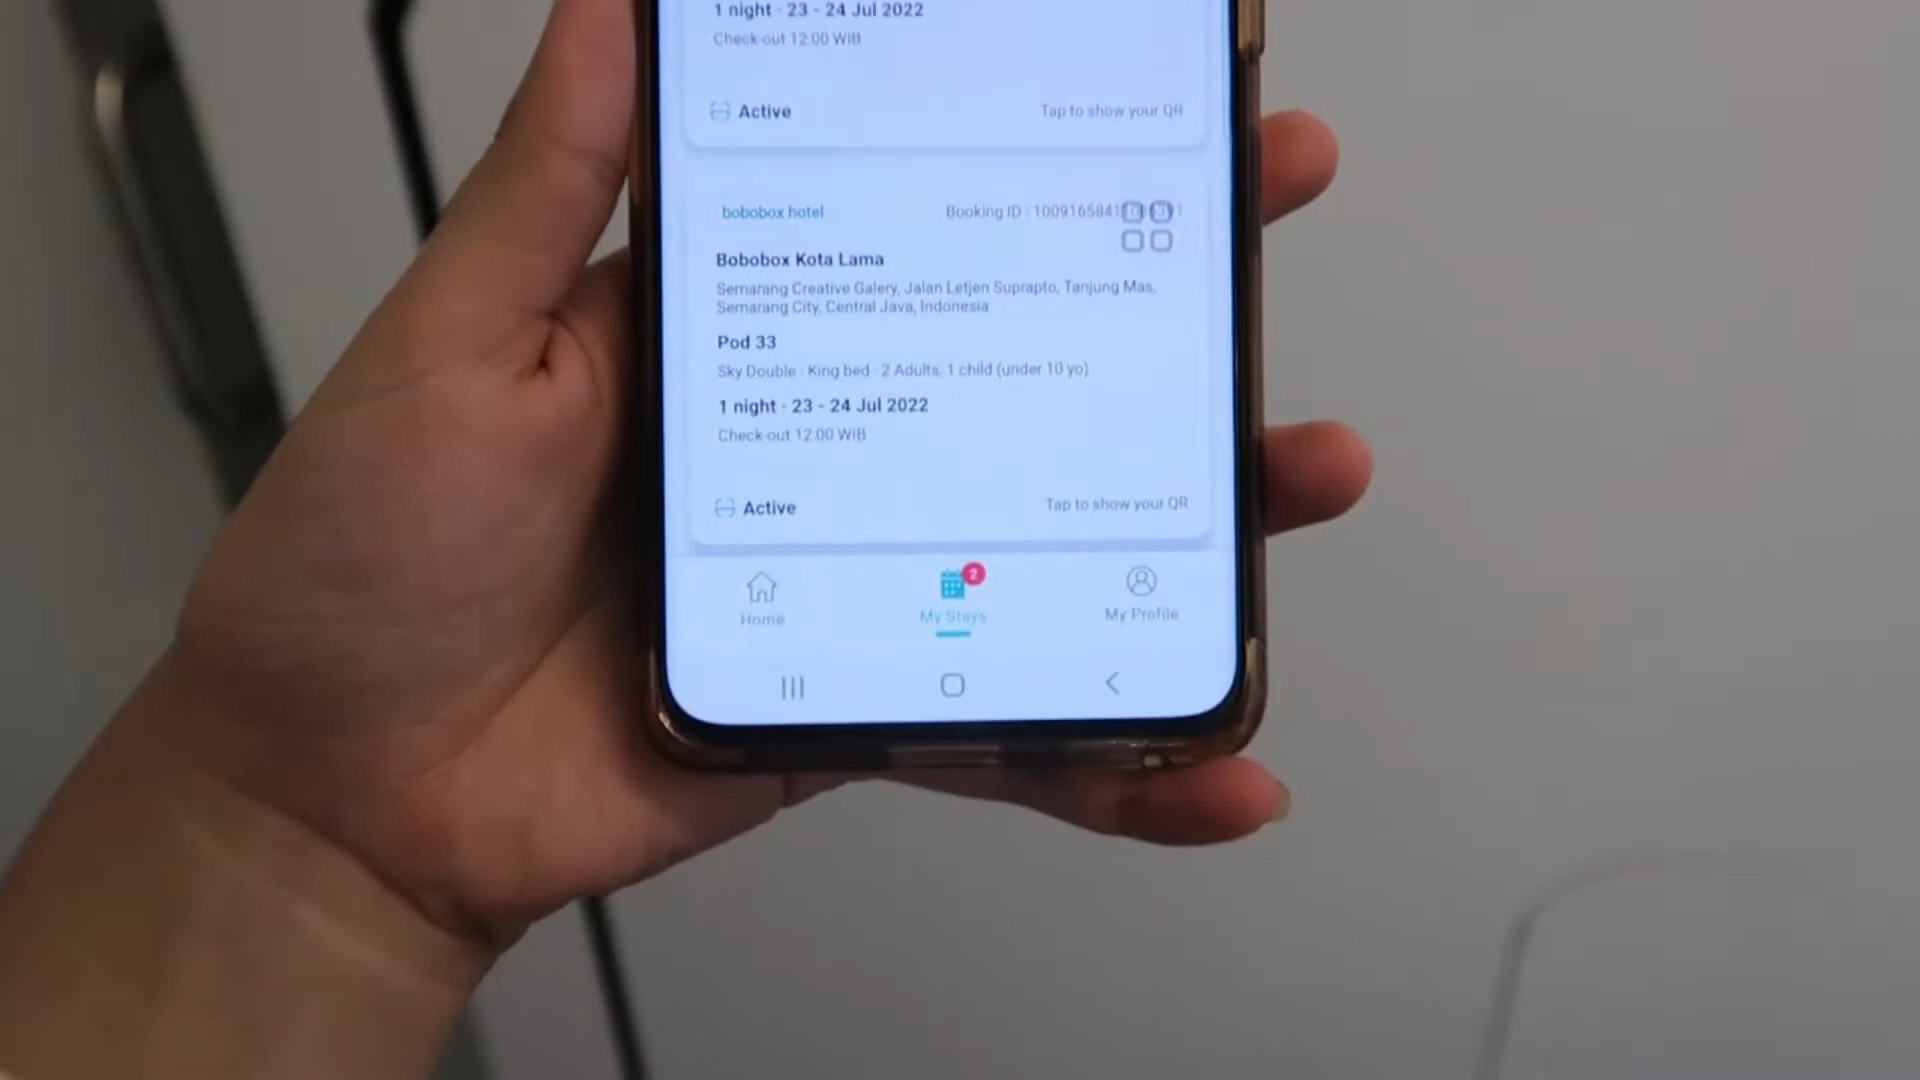 1 night · 23 - 24 Jul 2022
Check-out 12:00 WIB
Active
Tap to show your QR
bobobox hotel
Booking ID :
Bobobox Kota Lama
Semarang Creative Galery, Jalan Letjen Suprapto, Tanjung Mas,
Semarang City, Central Java, Indonesia
Pod 33
Sky Double · King bed · 2 Adults, 1 child (under 10 yo)
1 night · 23 - 24 Jul 2022
Check-out 12:00 WIB
Active
Tap to show your QR
2
Home
My Stays
My Profile